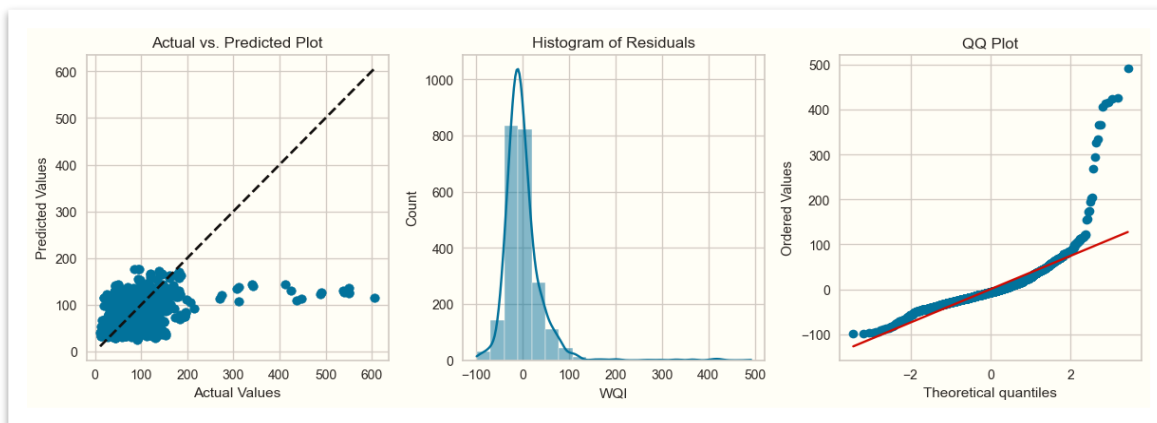 Actual vs. Predicted Plot
600
500
400
300
200
100
0
Predicted Values
0 100 200 300 400 500 600
Actual Values
Histogram of Residuals
1000
800
600
400
200
0
Count
−100 0 100 200 300 400 500
WQI
QQ Plot
500
400
300
200
100
0
−100
Ordered Values
−2 0 2
Theoretical quantiles